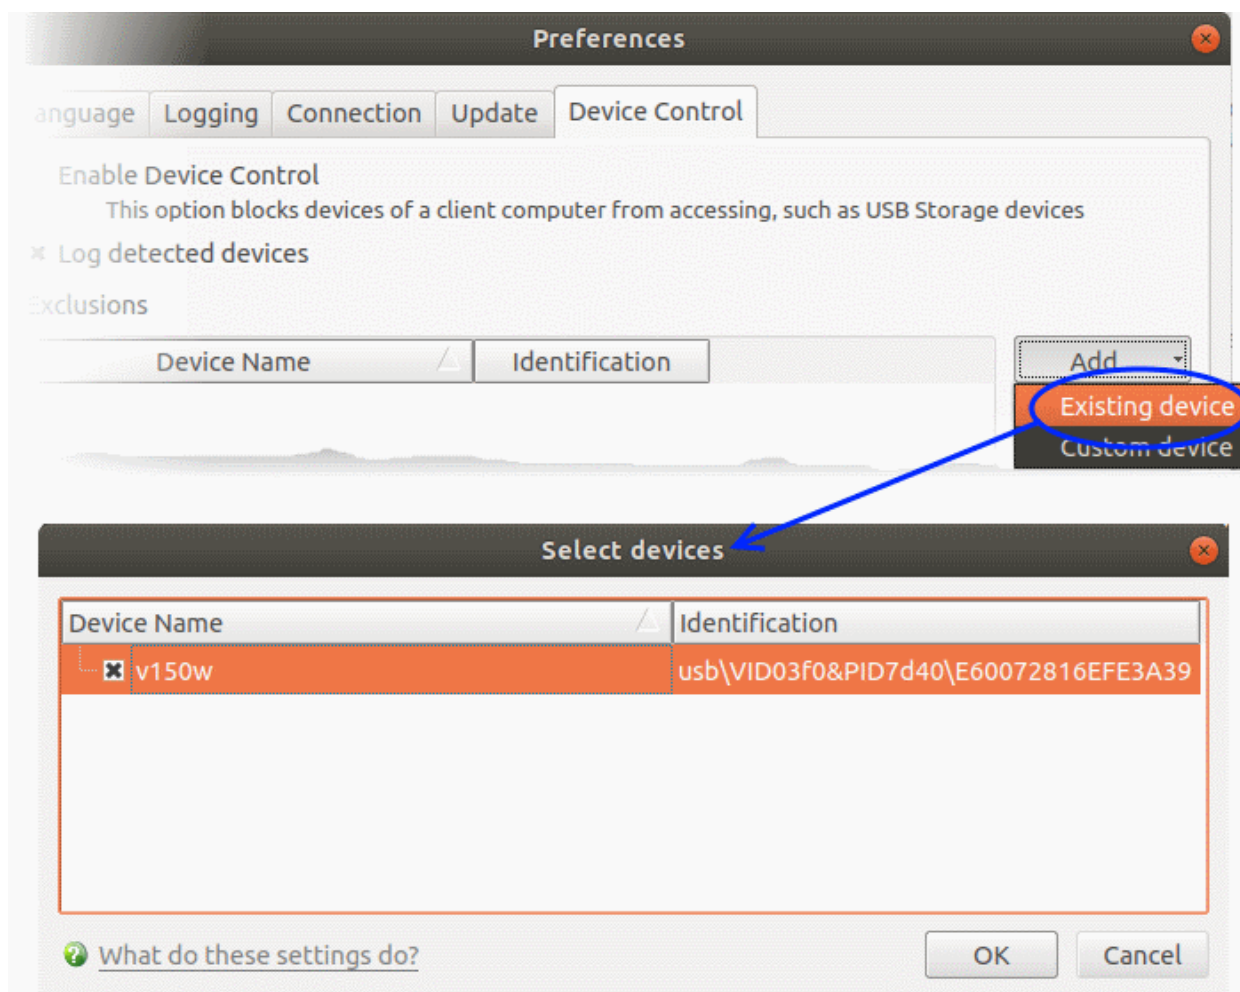 Preferences
anguage Logging Connection Update Device Control
Enable Device Control
This option blocks devices of a client computer from accessing, such as USB Storage devices
Log detected devices
Exclusions
Device Name Identification Add
Existing device
Custom device
Select devices
Device Name Identification
v150w usb\VID03f0&PID7d40\E60072816EFE3A39
What do these settings do? OK Cancel